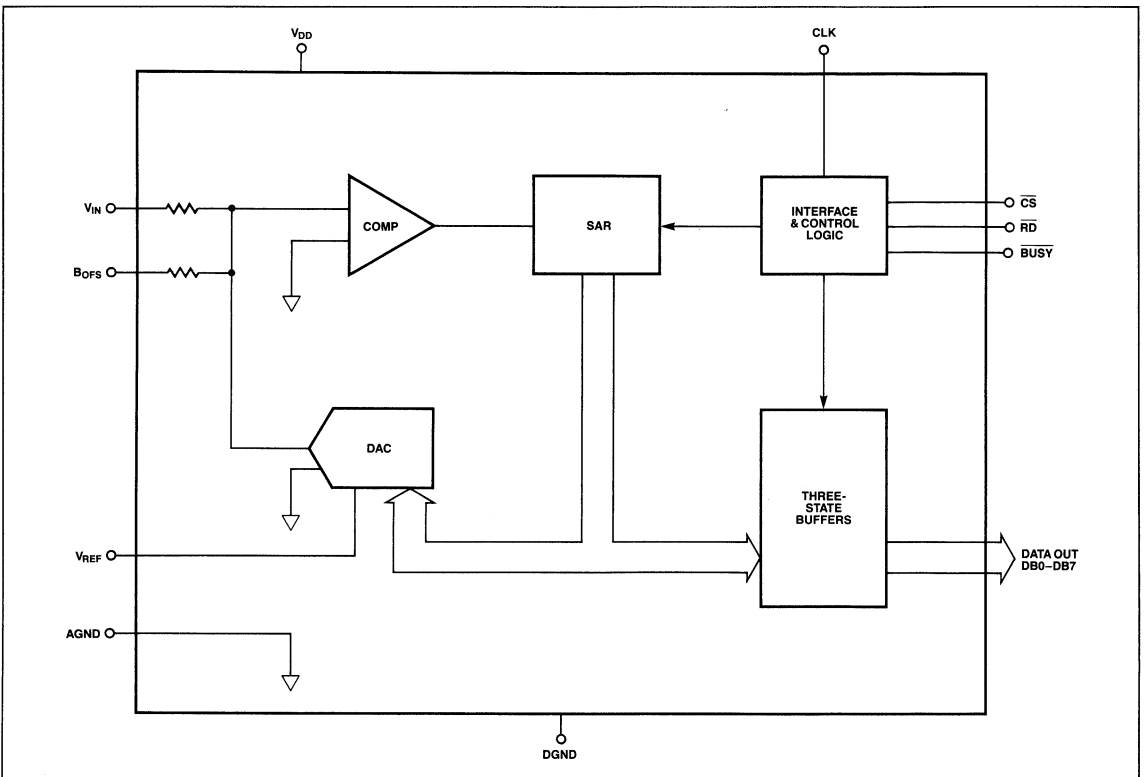 VDD
CLK
VIN
COMP
SAR
INTERFACE
& CONTROL
LOGIC
CS
RD
BUSY
BOFS
DAC
THREE-
STATE
BUFFERS
VREF
DATA OUT
DB0–DB7
AGND
DGND